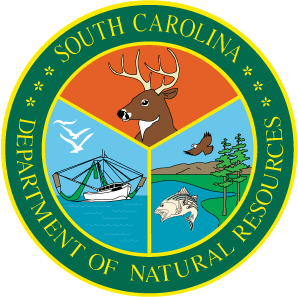 SOUTH CAROLINA
DEPARTMENT OF NATURAL RESOURCES